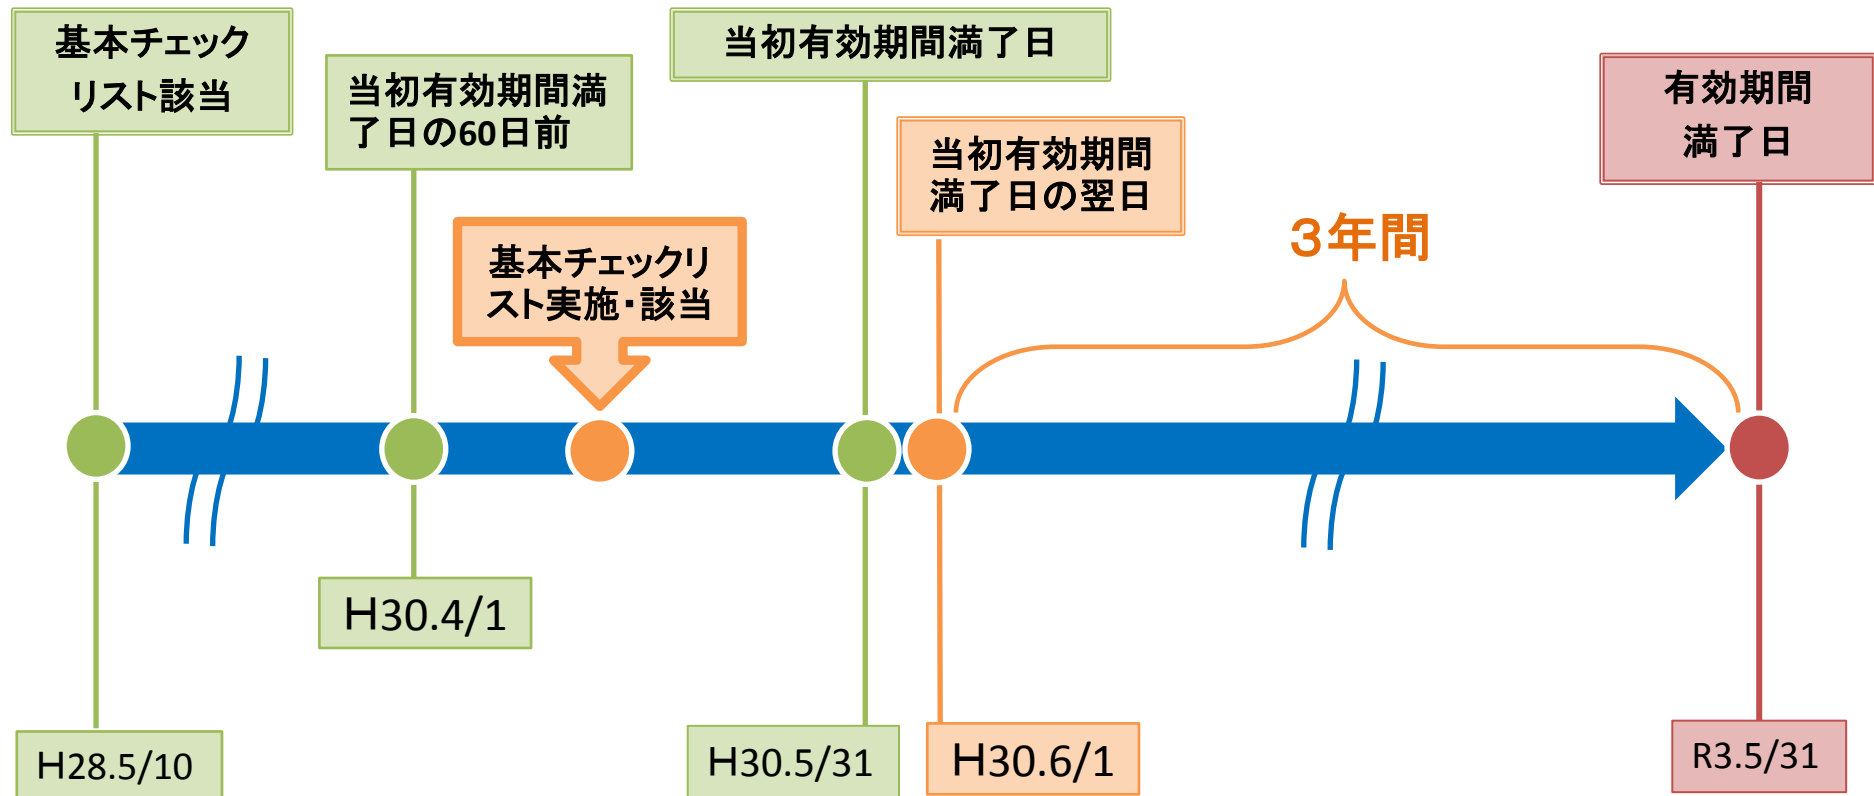 基本チェック
リスト該当
当初有効期間満
了日の60日前
基本チェックリ
スト実施・該当
当初有効期間満了日
当初有効期間
満了日の翌日
3年間
有効期間
満了日
H28.5/10
H30.4/1
H30.5/31
H30.6/1
R3.5/31